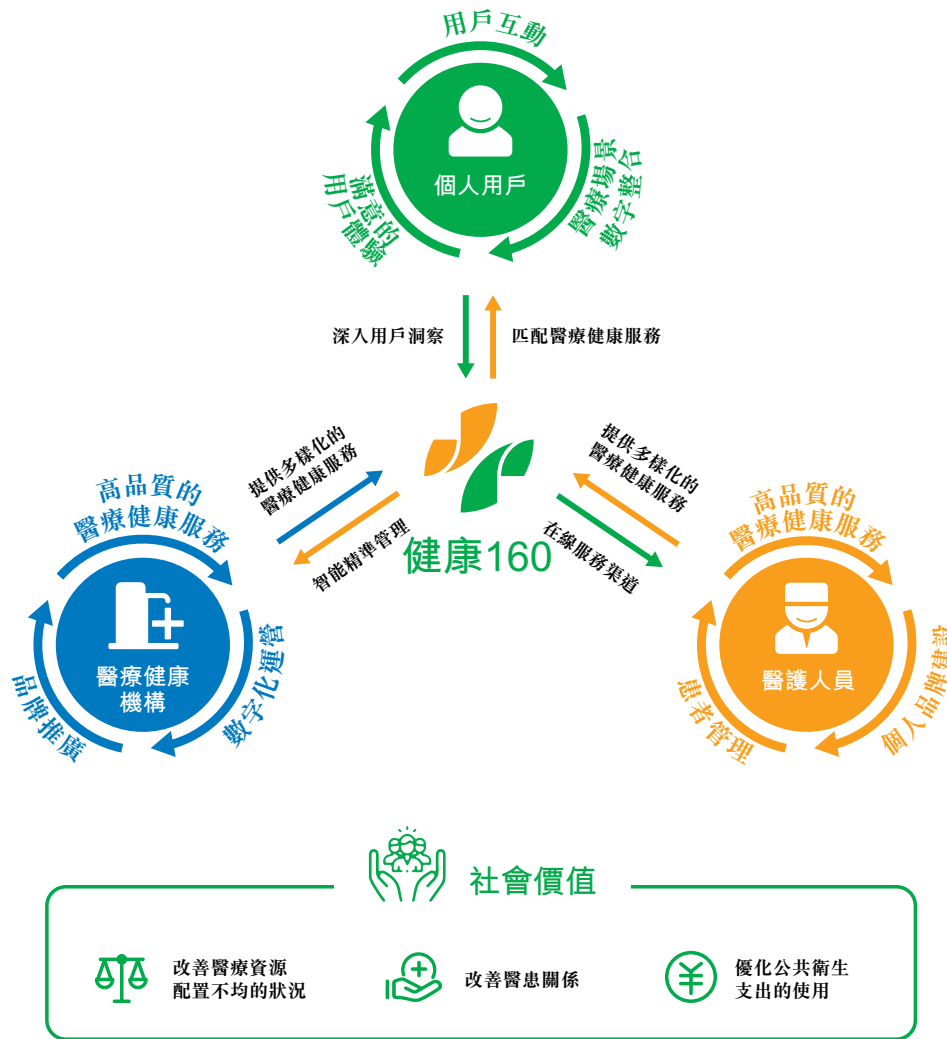 用戶互動
個人用戶
醫療場景
數字整合
滿意的
用戶體驗
深入用戶洞察
匹配醫療健康服務
提供多樣化的
醫療健康服務
智能精準管理
健康160
提供多樣化的
醫療健康服務
在線服務渠道
高品質的
醫療健康服務
醫療健康
機構
數字化運營
品牌推廣
高品質的
醫療健康服務
醫護人員
個人品牌
患者管理
社會價值
改善醫療資源
配置不均的狀況
改善醫患關係
優化公共衛生
支出的使用